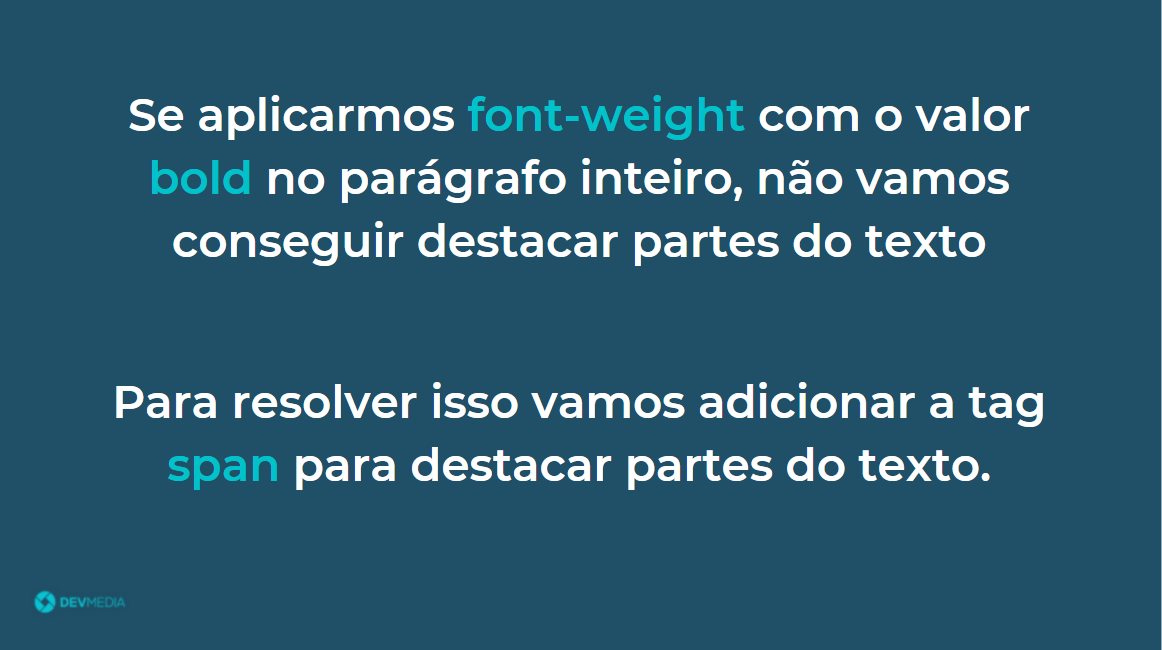 Se aplicarmos font-weight com o valor
bold no parágrafo inteiro, não vamos
conseguir destacar partes do texto
Para resolver isso vamos adicionar a tag
span para destacar partes do texto.
DEVMEDIA